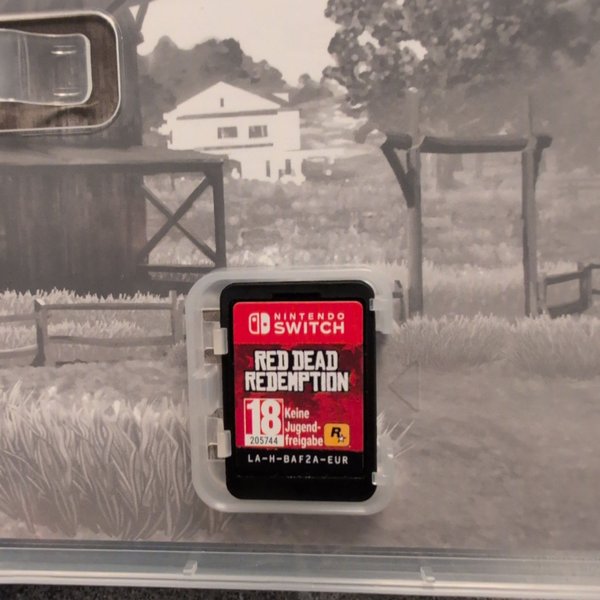 NINTENDO
SWITCH
RED DEAD
REDEMPTION
18
205744
Keine
Jugend-
freigabe
R
LA-H-BAF2A-EUR